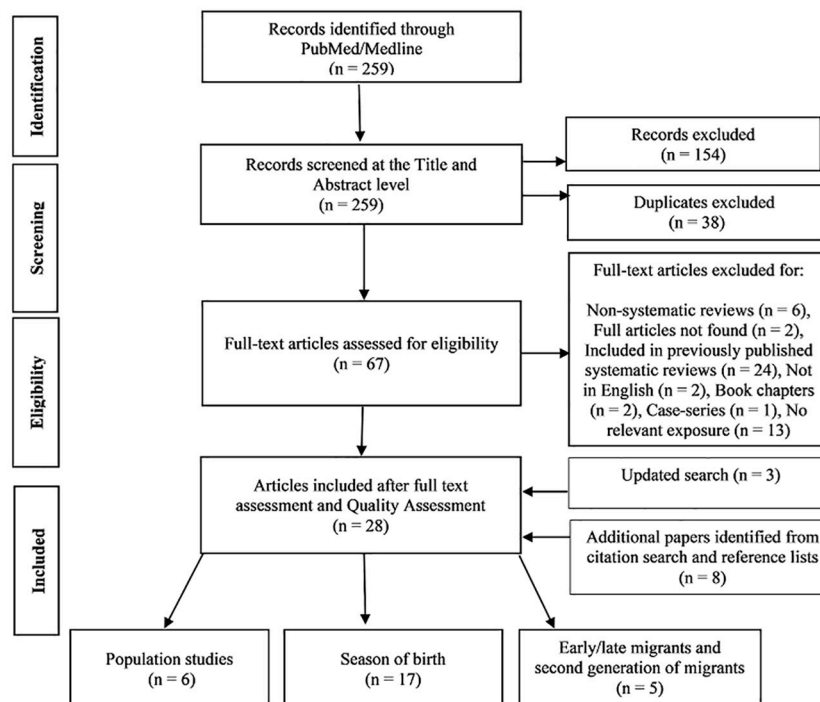 Identification
Records identified through
PubMed/Medline
(n = 259)
Records screened at the Title and
Abstract level
(n = 259)
Records excluded
(n = 154)
Duplicates excluded
(n = 38)
Screening
Full-text articles assessed for eligibility
(n = 67)
Full-text articles excluded for:
Non-systematic reviews (n = 6),
Full articles not found (n = 2),
Included in previously published
systematic reviews (n = 24), Not
in English (n = 2), Book chapters
(n = 2), Case-series (n = 1), No
relevant exposure (n = 13)
Eligibility
Articles included after full text
assessment and Quality Assessment
(n = 28)
Updated search (n = 3)
Additional papers identified from
citation search and reference lists
(n = 8)
Included
Population studies
(n = 6)
Season of birth
(n = 17)
Early/late migrants and
second generation of migrants
(n = 5)